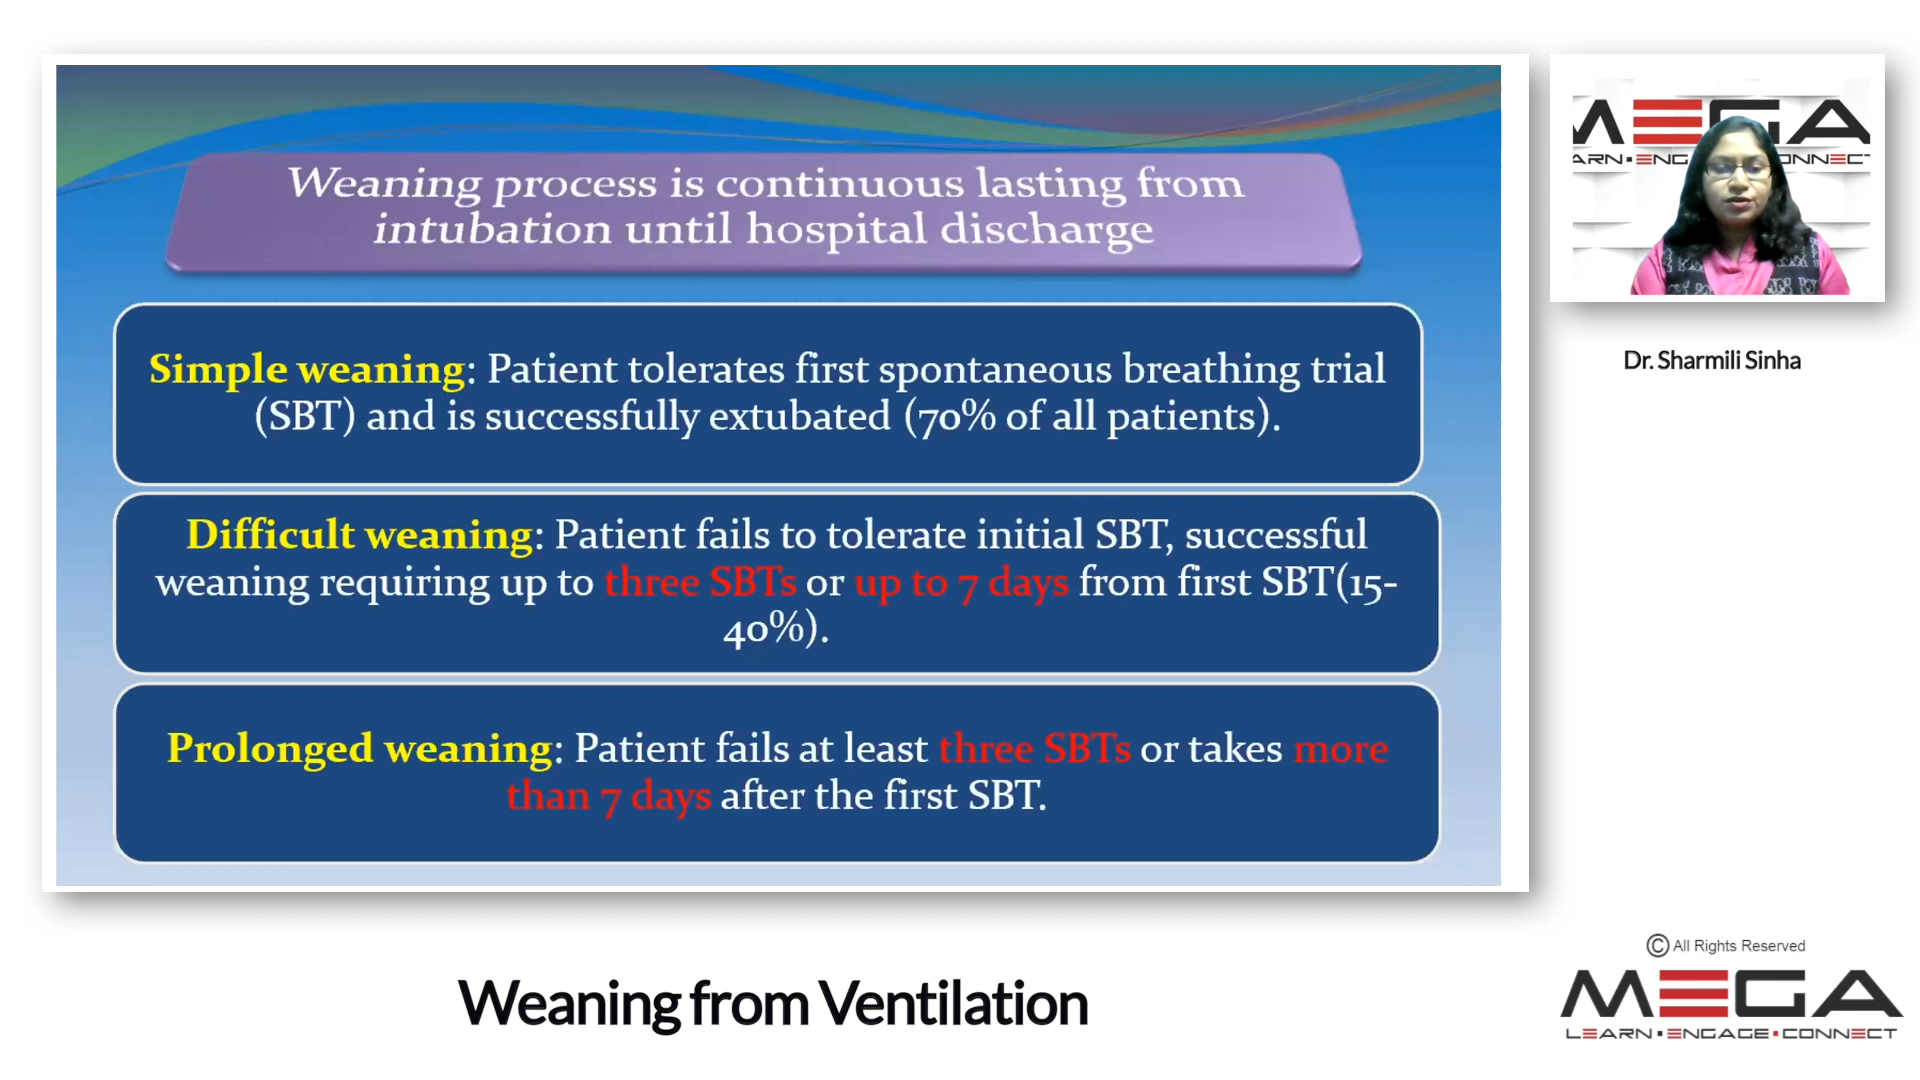 Weaning process is continuous lasting from
intubation until hospital discharge
Simple weaning: Patient tolerates first spontaneous breathing trial
(SBT) and is successfully extubated (70% of all patients).
Difficult weaning: Patient fails to tolerate initial SBT, successful
weaning requiring up to three SBTs or up to 7 days from first SBT(15-
40%).
Prolonged weaning: Patient fails at least three SBTs or takes more
than 7 days after the first SBT.
MEGA
ARN▪ENG ONNECT
Dr. Sharmili Sinha
Weaning from Ventilation
© All Rights Reserved
MEGA
LEARN▪ENGAGE▪CONNECT